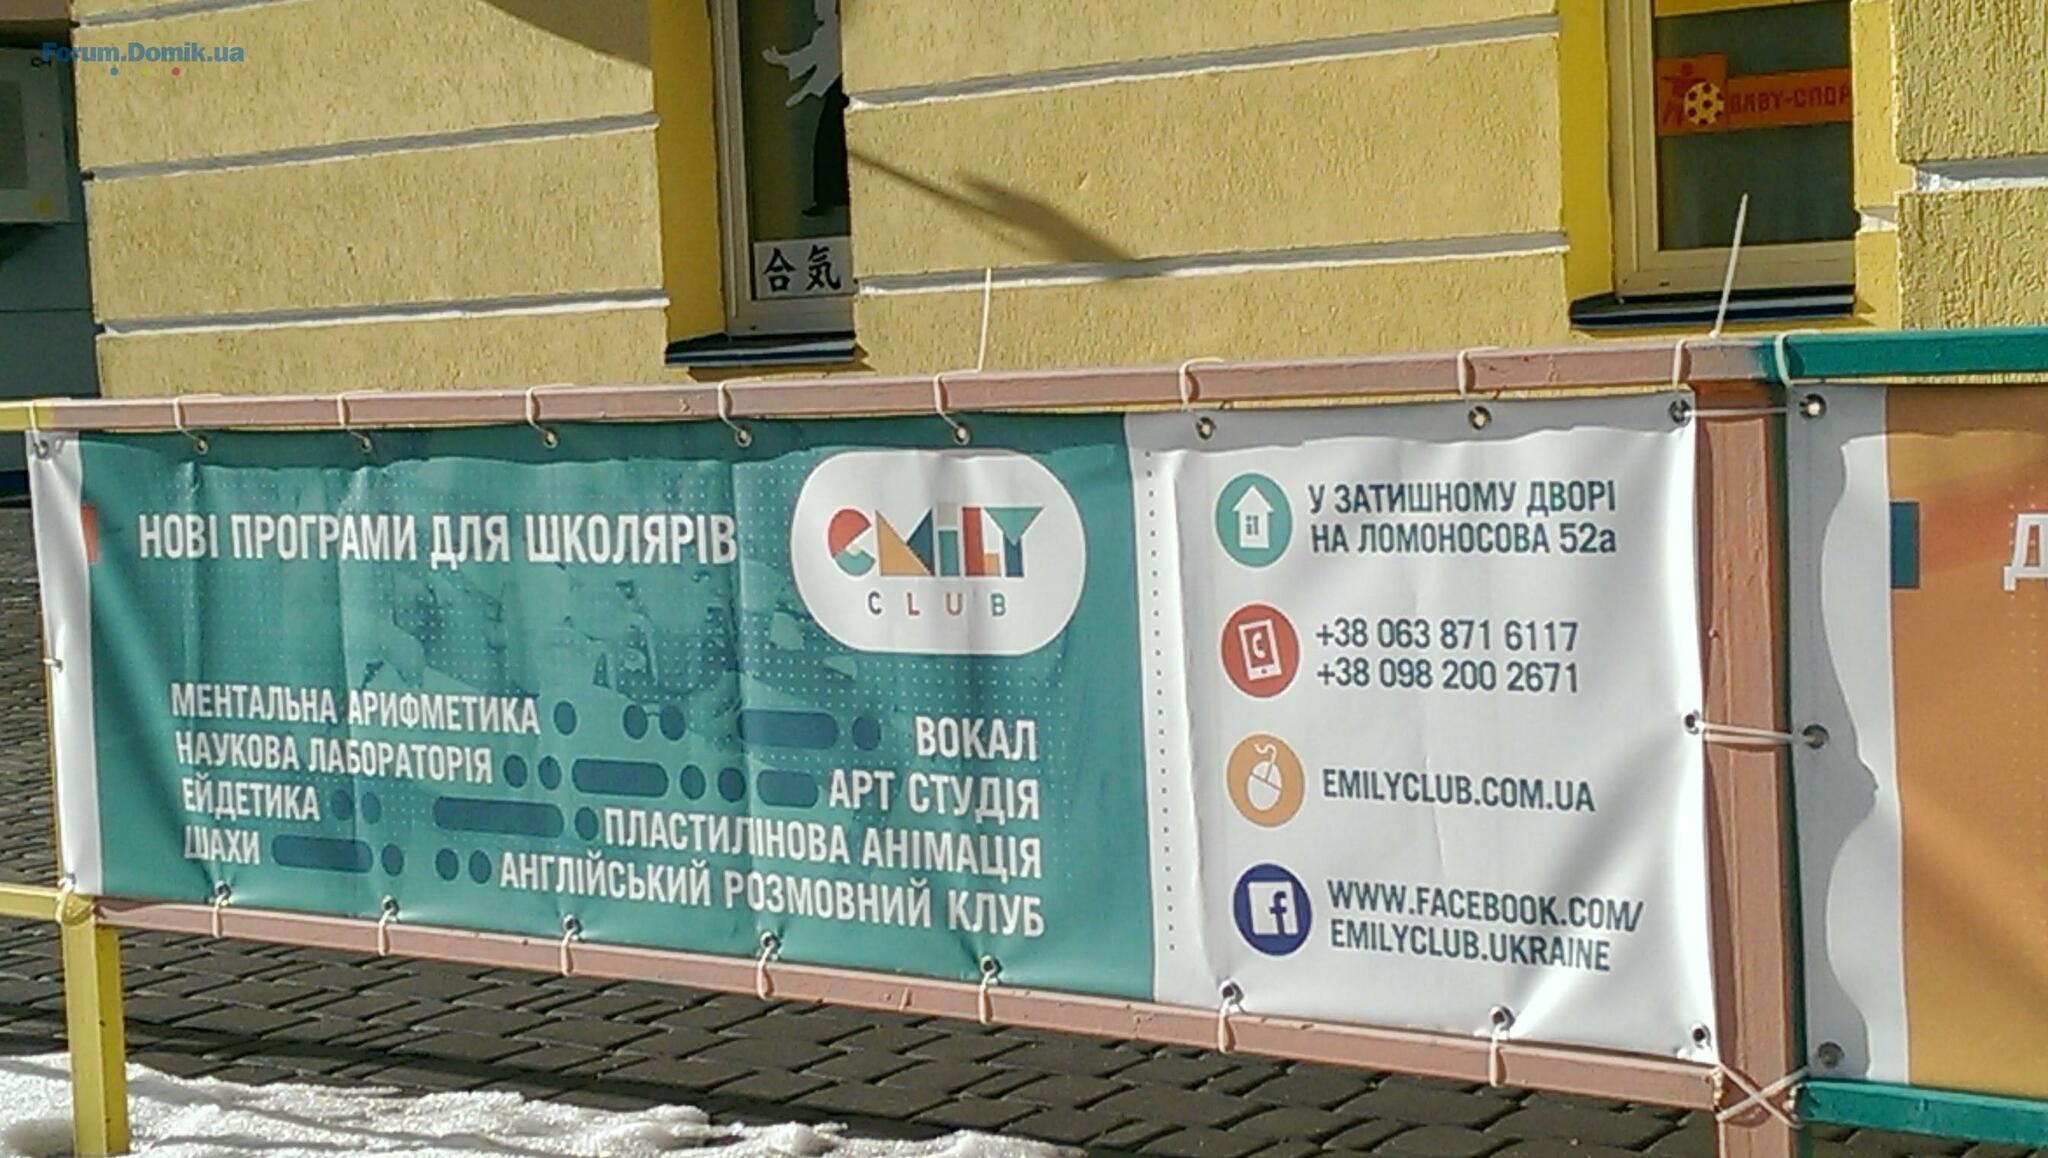 Forum.Domik.ua
合気
BABY-СПОР
НОВІ ПРОГРАМИ ДЛЯ ШКОЛЯРІВ
EMILY
CLUB
МЕНТАЛЬНА АРИФМЕТИКА
НАУКОВА ЛАБОРАТОРІЯ
ЕЙДЕТИКА
ШАХИ
ВОКАЛ
АРТ СТУДІЯ
ПЛАСТИЛІНОВА АНІМАЦІЯ
АНГЛІЙСЬКИЙ РОЗМОВНИЙ КЛУБ
У ЗАТИШНОМУ ДВОРІ
НА ЛОМОНОСОВА 52а
+38 063 871 6117
+38 098 200 2671
EMILYCLUB.COM.UA
WWW.FACEBOOK.COM/
EMILYCLUB.UKRAINE
Д